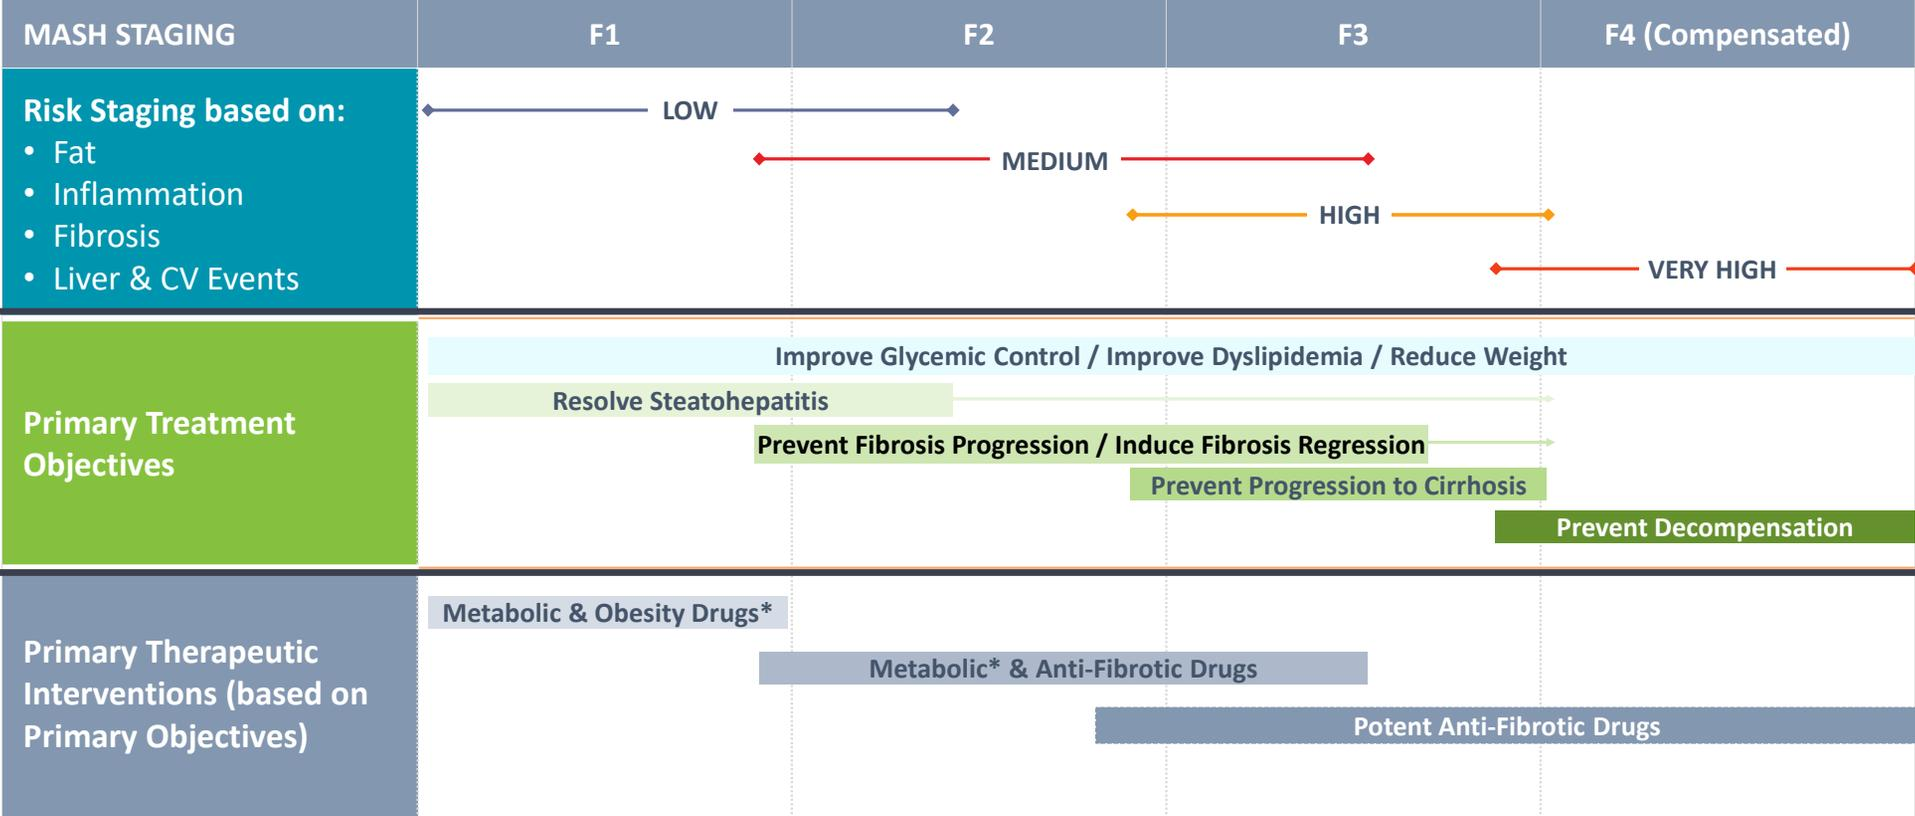 MASH STAGING
F1
F2
F3
F4 (Compensated)
Risk Staging based on:
• Fat
• Inflammation
• Fibrosis
• Liver & CV Events
LOW
MEDIUM
HIGH
VERY HIGH
Primary Treatment
Objectives
Improve Glycemic Control / Improve Dyslipidemia / Reduce Weight
Resolve Steatohepatitis
Prevent Fibrosis Progression / Induce Fibrosis Regression
Prevent Progression to Cirrhosis
Prevent Decompensation
Primary Therapeutic
Interventions (based on
Primary Objectives)
Metabolic & Obesity Drugs*
Metabolic* & Anti-Fibrotic Drugs
Potent Anti-Fibrotic Drugs